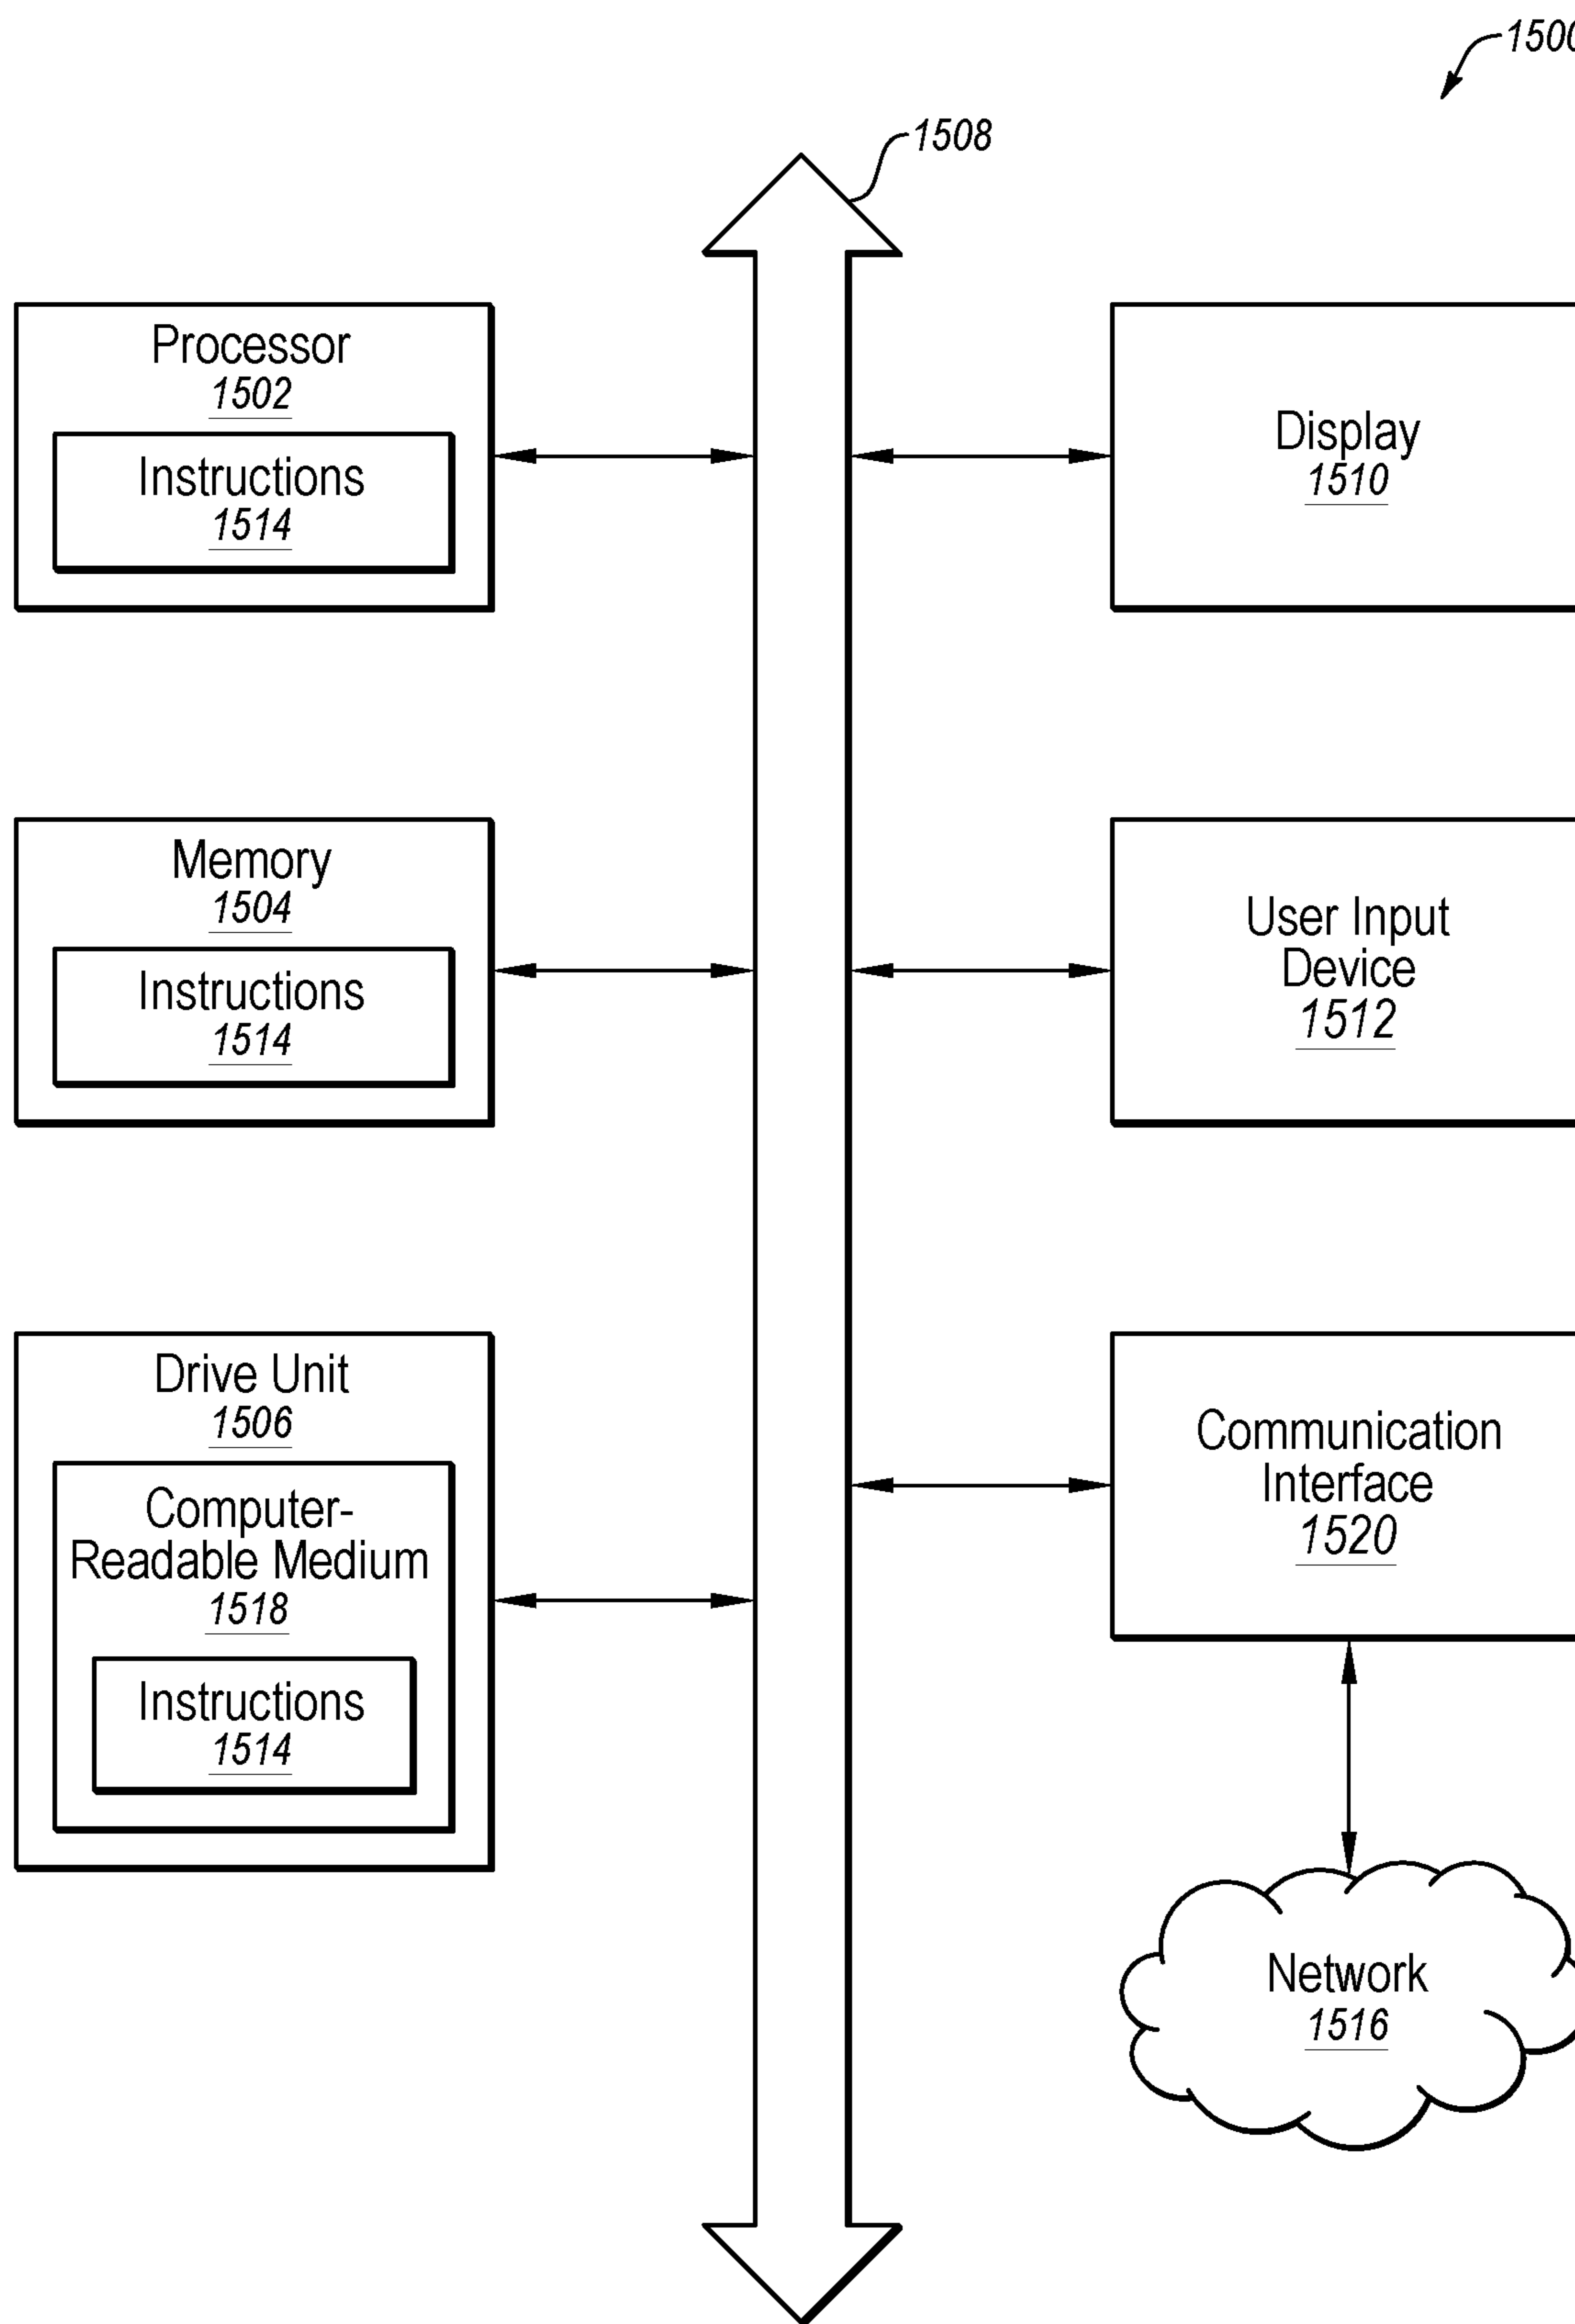 1500
1508
Processor
1502
Instructions
1514
Display
1510
Memory
1504
Instructions
1514
User Input
Device
1512
Drive Unit
1506
Computer-
Readable Medium
1518
Instructions
1514
Communication
Interface
1520
Network
1516